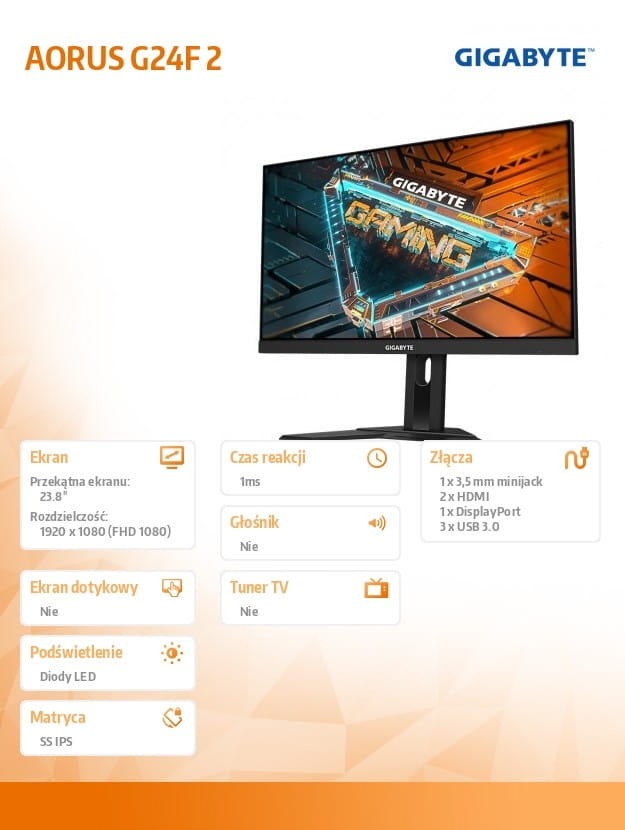 AORUS G24F 2
GIGABYTE™
GIGABYTE
GAMING
GIGABYTE
Ekran
Przekątna ekranu:
23.8"
Rozdzielczość:
1920 x 1080 (FHD 1080)
Ekran dotykowy
Nie
Podświetlenie
Diody LED
Matryca
SS IPS
Czas reakcji
1ms
Głośnik
Nie
Tuner TV
Nie
Złącza
1 x 3,5 mm minijack
2 x HDMI
1 x DisplayPort
3 x USB 3.0